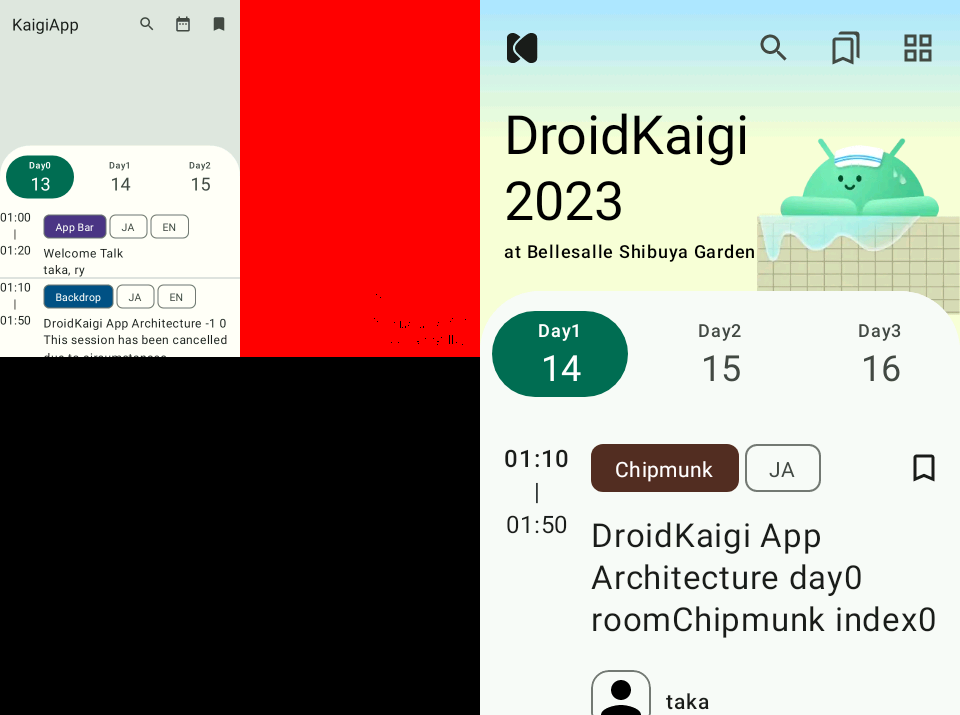 KaigiApp
Day0
Day1
Day2
13
14
15
01:00
|
01:20
App Bar
JA
EN
Welcome Talk
taka, ry
01:10
|
01:50
Backdrop
JA
EN
DroidKaigi App Architecture -1 0
This session has been cancelled
due to circumstances
DroidKaigi
2023
at Bellesalle Shibuya Garden
Day1
Day2
Day3
14
15
16
01:10
|
01:50
Chipmunk
JA
DroidKaigi App
Architecture day0
roomChipmunk index0
taka